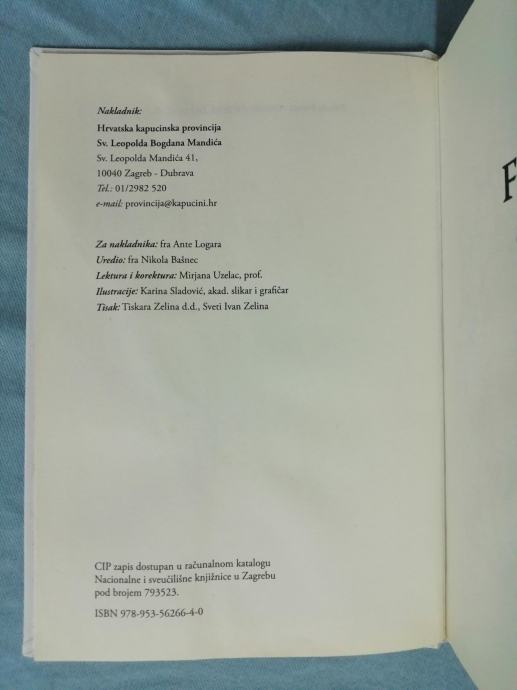 Nakladnik:
Hrvatska kapucinska provincija
Sv. Leopolda Bogdana Mandića
Sv. Leopolda Mandića 41,
10040 Zagreb - Dubrava
Tel.: 01/2982 520
e-mail: provincija@kapucini.hr
Za nakladnika: fra Ante Logara
Uredio: fra Nikola Bašnec
Lektura i korektura: Mirjana Uzelac, prof.
Ilustracije: Karina Sladović, akad. slikar i grafičar
Tisak: Tiskara Zelina d.d., Sveti Ivan Zelina
CIP zapis dostupan u računalnom katalogu
Nacionalne i sveučilišne knjižnice u Zagrebu
pod brojem 793523.
ISBN 978-953-56266-4-0
F